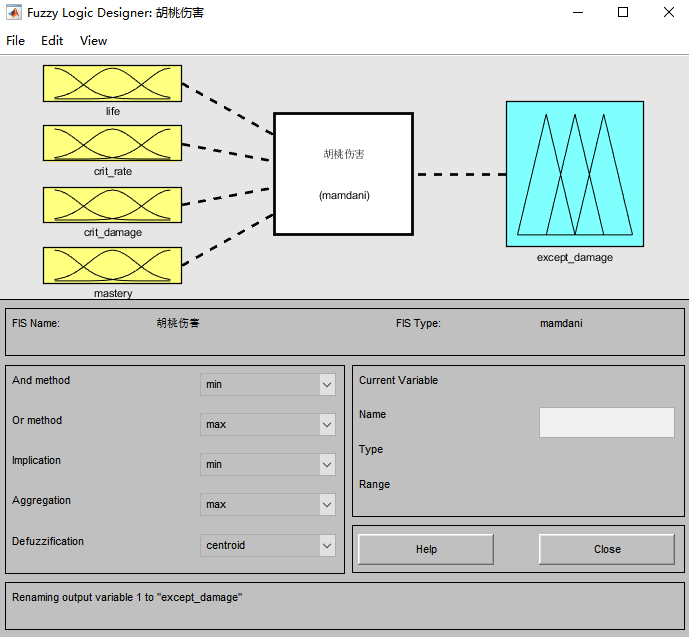 Fuzzy Logic Designer: 胡桃伤害
File Edit View
life
crit_rate
crit_damage
mastery
胡桃伤害
(mamdani)
except_damage
FIS Name: 胡桃伤害 FIS Type: mamdani
And method min
Or method max
Implication min
Aggregation max
Defuzzification centroid
Current Variable
Name
Type
Range
Help Close
Renaming output variable 1 to "except_damage"